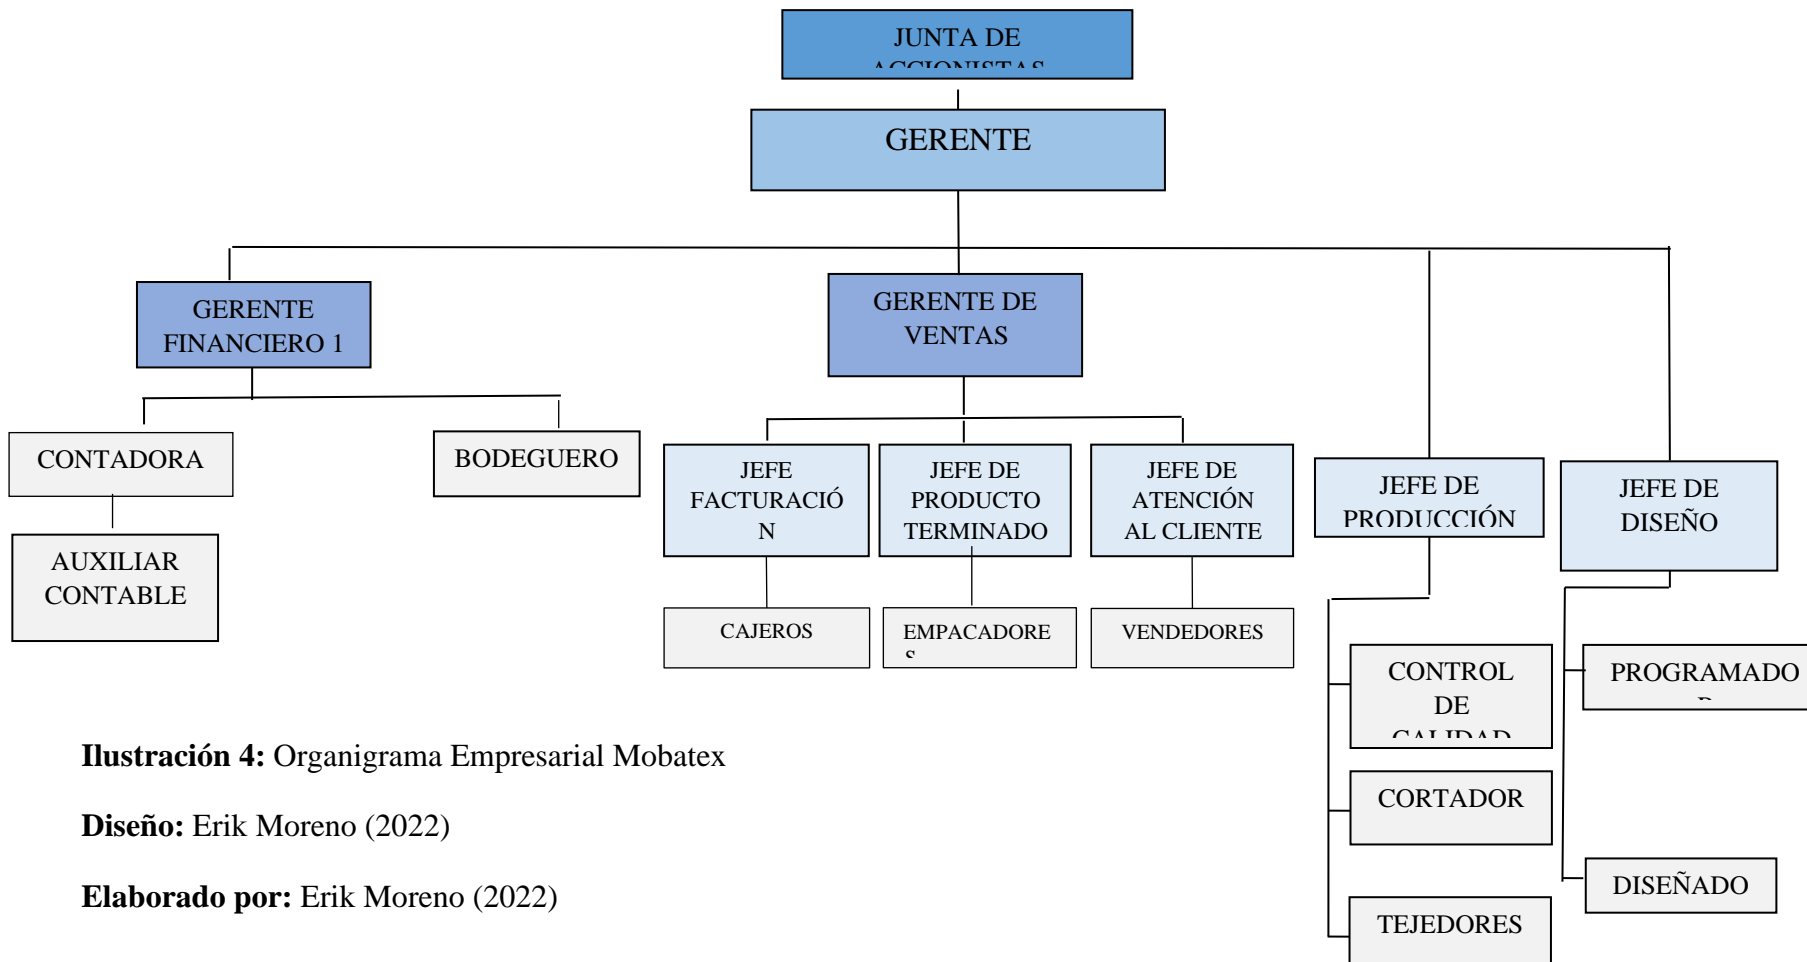 JUNTA DE
ACCIONISTAS
GERENTE
GERENTE
FINANCIERO 1
GERENTE DE
VENTAS
CONTADORA
BODEGUERO
AUXILIAR
CONTABLE
JEFE
FACTURACIÓ
N
JEFE DE
PRODUCTO
TERMINADO
JEFE DE
ATENCIÓN
AL CLIENTE
JEFE DE
PRODUCCIÓN
JEFE DE
DISEÑO
CAJEROS
EMPACADORE
S
VENDEDORES
CONTROL
DE
CALIDAD
CORTADOR
TEJEDORES
PROGRAMADO
R
DISEÑADO
Ilustración 4: Organigrama Empresarial Mobatex
Diseño: Erik Moreno (2022)
Elaborado por: Erik Moreno (2022)